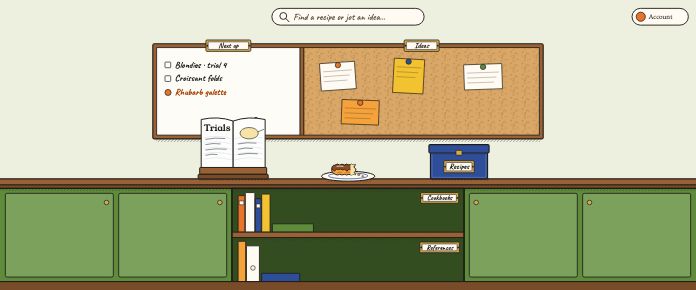 Find a recipe or jot an idea...
Account
Next up
Ideas
Blondies · trial 4
Croissant folds
Rhubarb galette
Trials
Recipes
Cookbooks
References